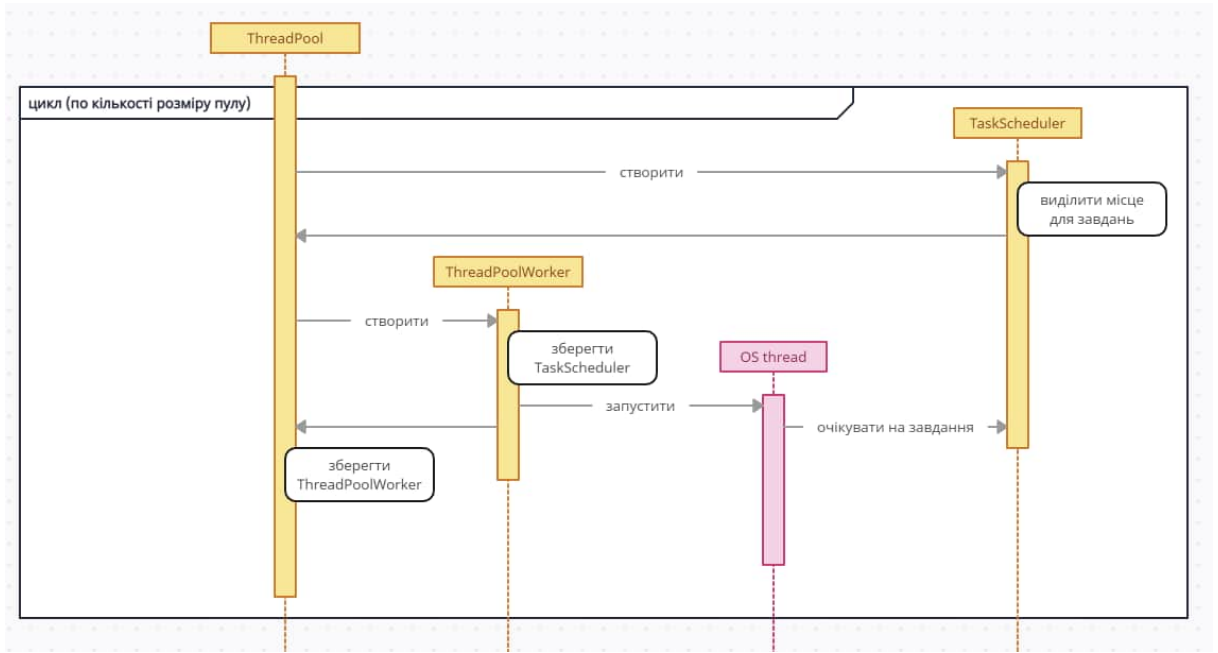 ThreadPool
цикл (по кількості розміру пулу)
TaskScheduler
створити
виділити місце
для завдань
ThreadPoolWorker
створити
зберегти
TaskScheduler
OS thread
запустити
очікувати на завдання
зберегти
ThreadPoolWorker